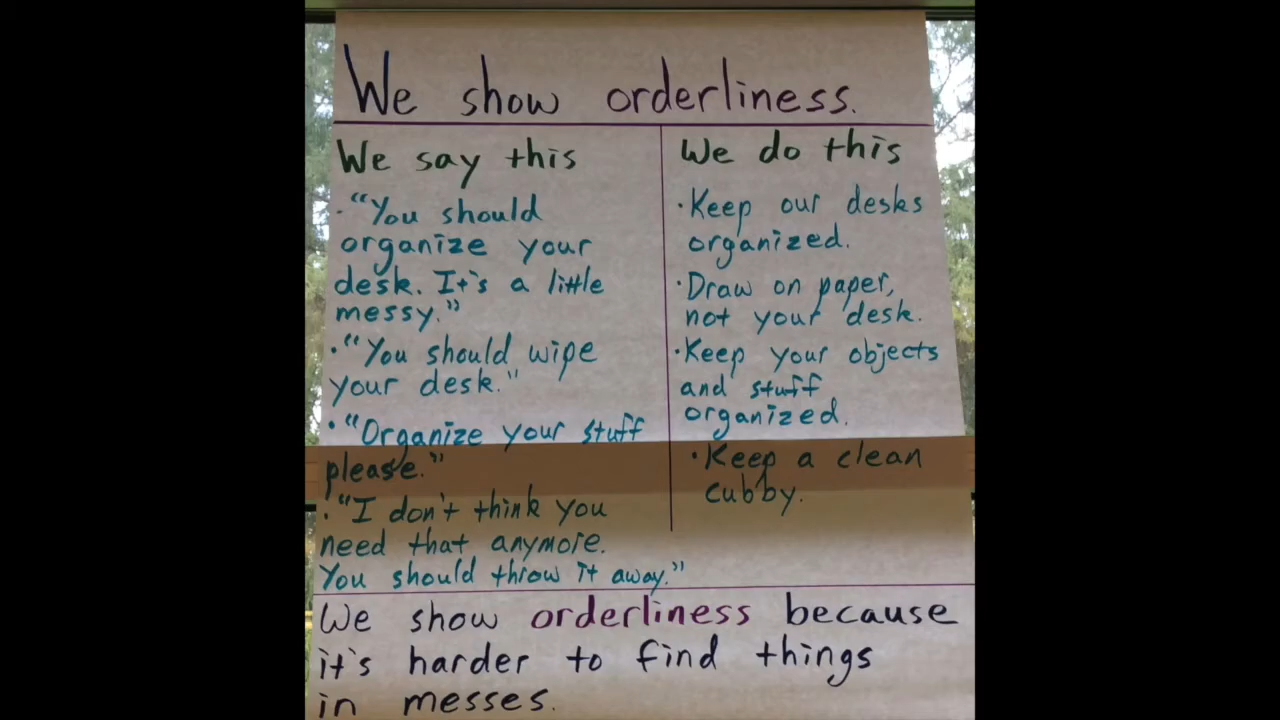 We show orderliness.
We say this
·"You should
organize your
desk. It's a little
messy."
·"You should wipe
your desk."
·"Organize your stuff
please."
·"I don't think you
need that anymore.
You should throw it away."
We do this
·Keep our desks
organized.
·Draw on paper,
not your desk.
·Keep your objects
and stuff
organized.
·Keep a clean
cubby.
We show orderliness because
it's harder to find things
in messes.